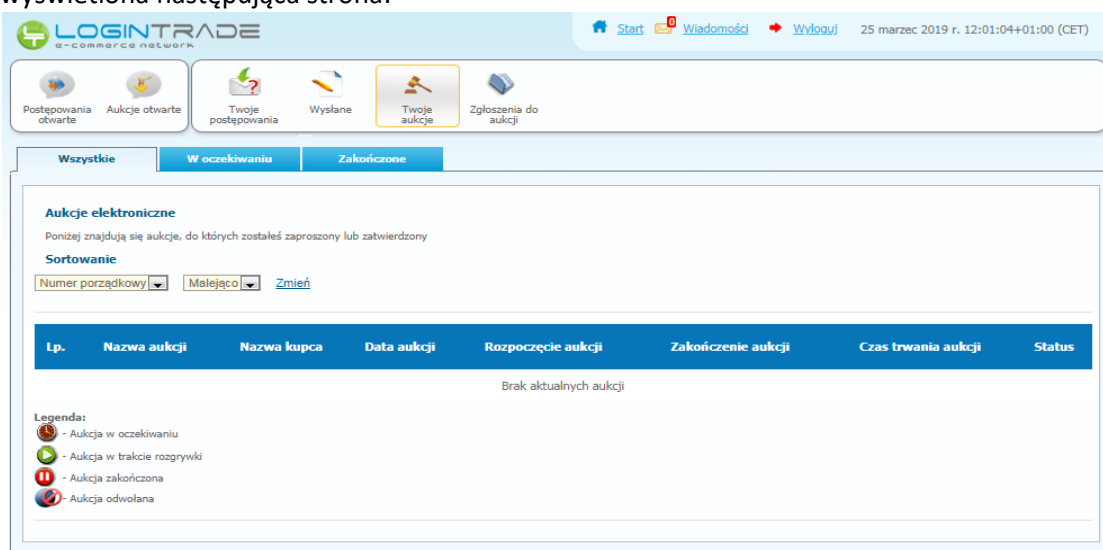 wyświetlona następująca strona:
LOGINTRADE
e-commerce network
Start 0 Wiadomości Wyloguj 25 marzec 2019 r. 12:01:04+01:00 (CET)
Postępowania otwarte Aukcje otwarte Twoje postępowania Wysłane Twoje aukcje Zgłoszenia do aukcji
Wszystkie W oczekiwaniu Zakończone
Aukcje elektroniczne
Poniżej znajdują się aukcje, do których zostałeś zaproszony lub zatwierdzony
Sortowanie
Numer porządkowy Malejąco Zmień
Lp. Nazwa aukcji Nazwa kupca Data aukcji Rozpoczęcie aukcji Zakończenie aukcji Czas trwania aukcji Status
Brak aktualnych aukcji
Legenda:
- Aukcja w oczekiwaniu
- Aukcja w trakcie rozgrywki
- Aukcja zakończona
- Aukcja odwołana